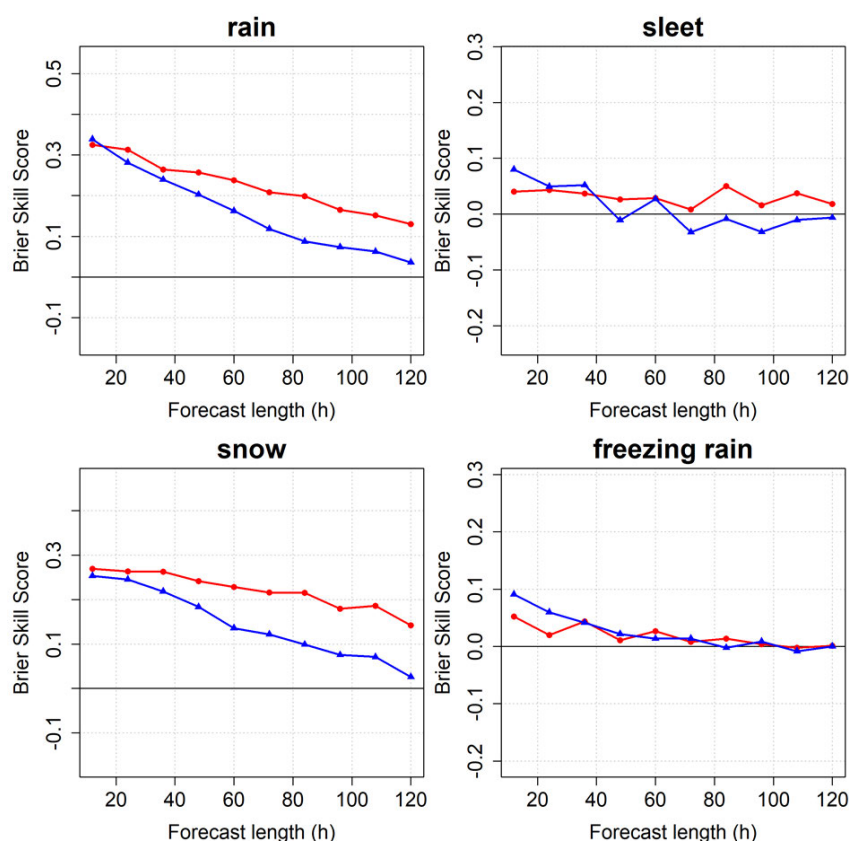 rain
Brier Skill Score
0.5
0.3
0.1
-0.1
20 40 60 80 100 120
Forecast length (h)
sleet
Brier Skill Score
0.3
0.2
0.1
0.0
-0.1
-0.2
20 40 60 80 100 120
Forecast length (h)
snow
Brier Skill Score
0.3
0.1
-0.1
20 40 60 80 100 120
Forecast length (h)
freezing rain
Brier Skill Score
0.3
0.2
0.1
0.0
-0.1
-0.2
20 40 60 80 100 120
Forecast length (h)